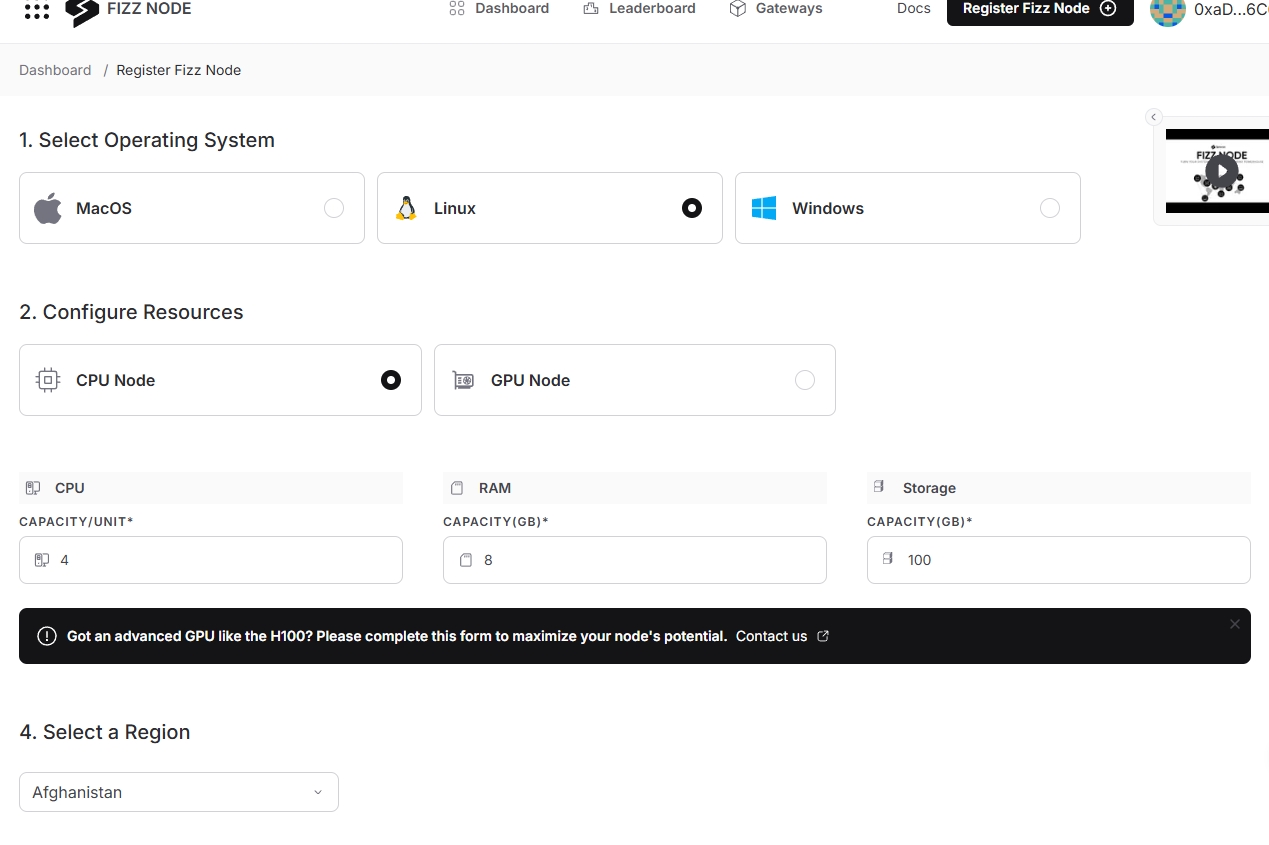 FIZZ NODE
Dashboard
Leaderboard
Gateways
Docs
Register Fizz Node
0xaD...6C
Dashboard / Register Fizz Node
1. Select Operating System
MacOS
Linux
Windows
FIZZ NODE
2. Configure Resources
CPU Node
GPU Node
CPU
RAM
Storage
CAPACITY/UNIT*
CAPACITY(GB)*
CAPACITY(GB)*
4
8
100
Got an advanced GPU like the H100? Please complete this form to maximize your node's potential. Contact us
4. Select a Region
Afghanistan